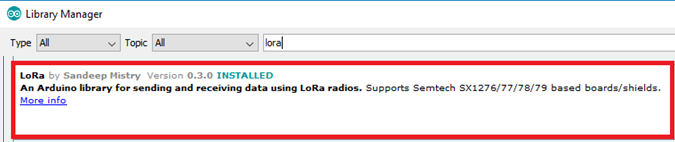 Library Manager
Type All Topic All lora
LoRa by Sandeep Mistry Version 0.3.0 INSTALLED
An Arduino library for sending and receiving data using LoRa radios. Supports Semtech SX1276/77/78/79 based boards/shields.
More info